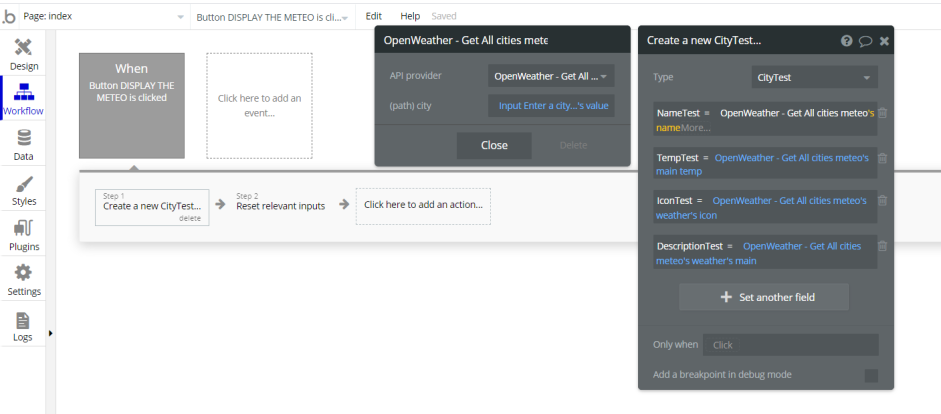 .b Page: index
Button DISPLAY THE METEO is cli...
Edit
Help
Saved
Design
Workflow
Data
Styles
Plugins
Settings
Logs
When
Button DISPLAY THE
METEO is clicked
Click here to add an
event...
Step 1
Create a new CityTest...
delete
Step 2
Reset relevant inputs
Click here to add an action...
OpenWeather - Get All cities mete
API provider
OpenWeather - Get All ...
(path) city
Input Enter a city...'s value
Close
Delete
Create a new CityTest...
Type
CityTest
NameTest = OpenWeather - Get All cities meteo's
nameMore...
TempTest = OpenWeather - Get All cities meteo's
main temp
IconTest = OpenWeather - Get All cities meteo's
weather's icon
DescriptionTest = OpenWeather - Get All cities
meteo's weather's main
Set another field
Only when
Click
Add a breakpoint in debug mode